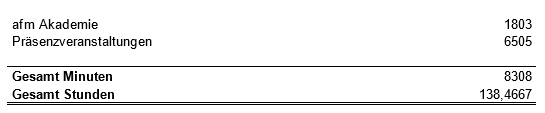 afm Akademie 1803
Präsenzveranstaltungen 6505
Gesamt Minuten 8308
Gesamt Stunden 138,4667